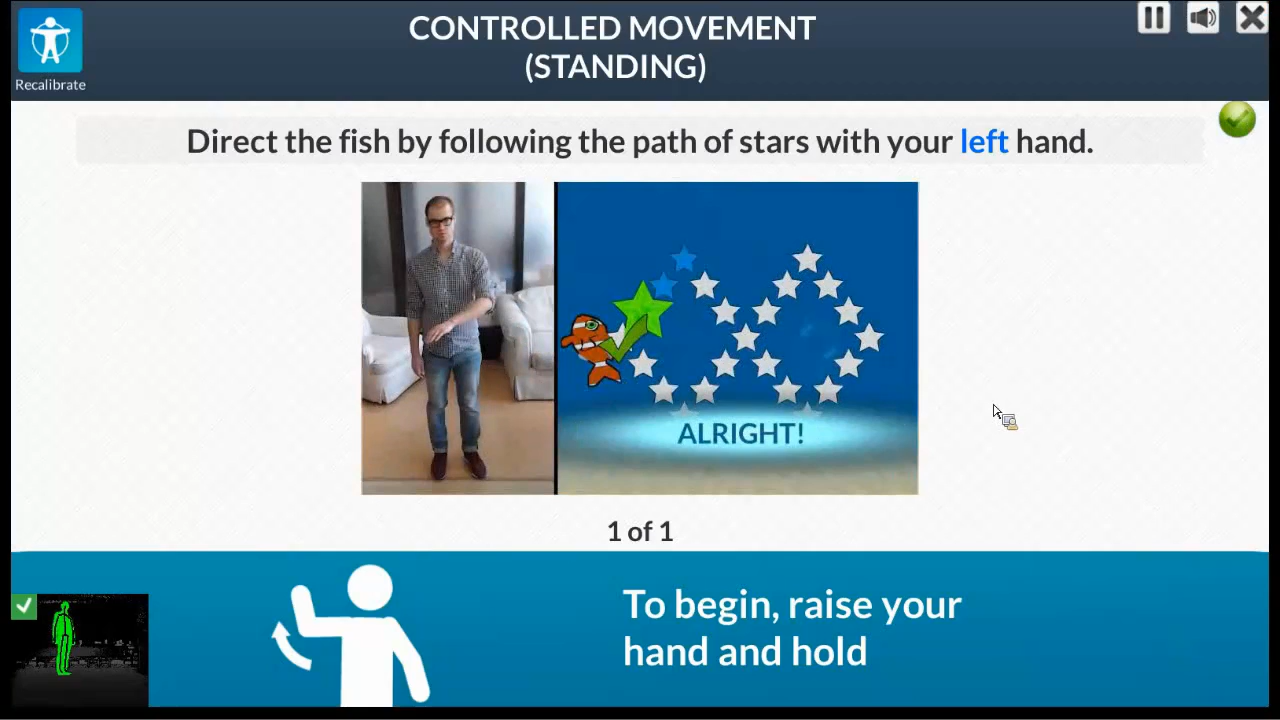 CONTROLLED MOVEMENT
(STANDING)
Recalibrate
Direct the fish by following the path of stars with your left hand.
ALRIGHT!
1 of 1
To begin, raise your
hand and hold